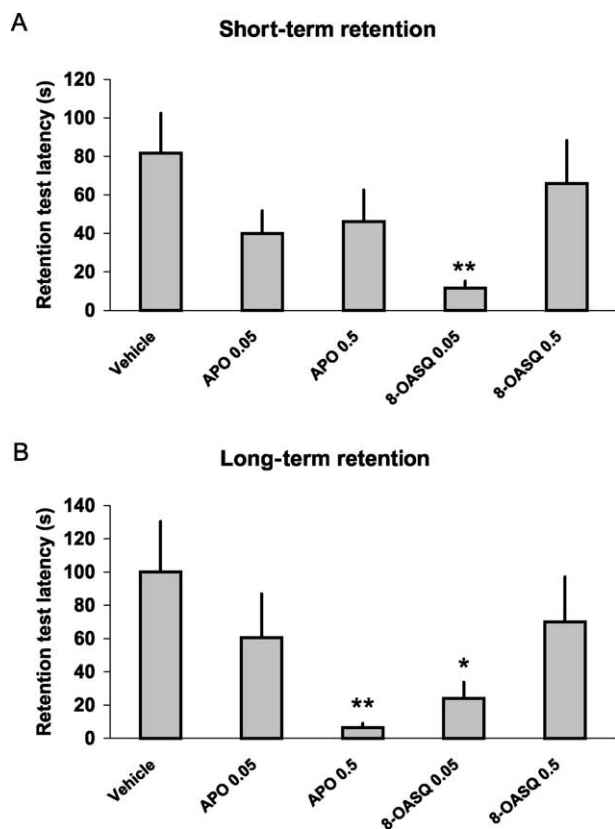 A
Short-term retention
Retention test latency (s)
120
100
80
60
40
20
0
**
Vehicle
APO 0.05
APO 0.5
8-OASQ 0.05
8-OASQ 0.5
B
Long-term retention
Retention test latency (s)
140
120
100
80
60
40
20
0
**
*
Vehicle
APO 0.05
APO 0.5
8-OASQ 0.05
8-OASQ 0.5